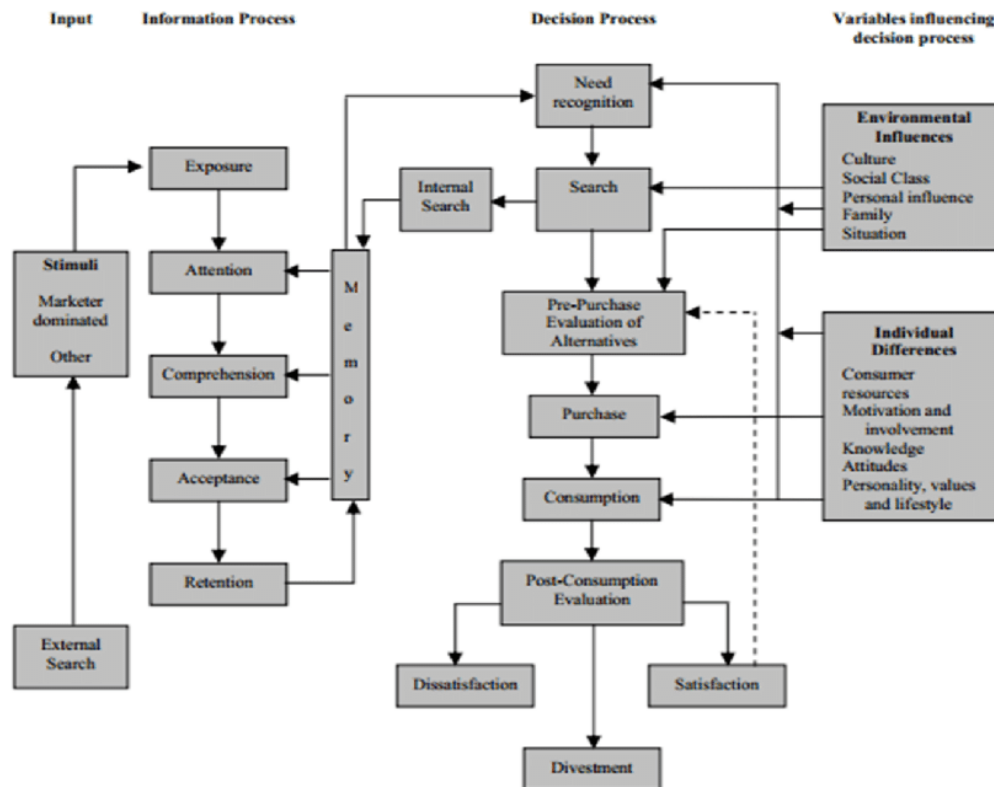 Input
Information Process
Decision Process
Variables influencing
decision process
Need
recognition
Environmental
Influences
Culture
Social Class
Personal influence
Family
Situation
Exposure
Internal
Search
Search
Stimuli
Marketer
dominated
Other
Attention
M
e
m
o
r
y
Pre-Purchase
Evaluation of
Alternatives
Individual
Differences
Consumer
resources
Motivation and
involvement
Knowledge
Attitudes
Personality, values
and lifestyle
Comprehension
Purchase
Acceptance
Consumption
Retention
Post-Consumption
Evaluation
External
Search
Dissatisfaction
Satisfaction
Divestment